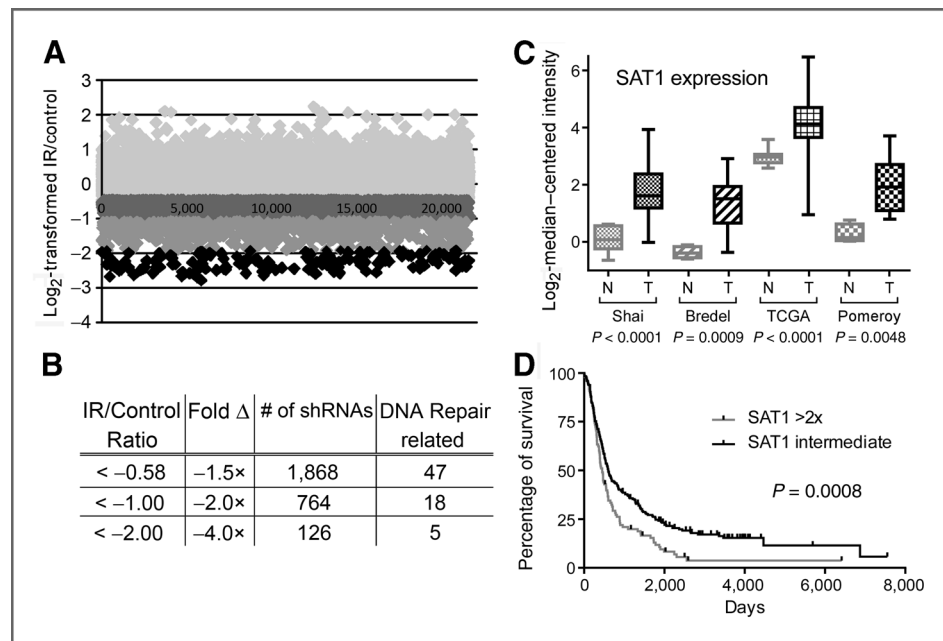 A
Log2-transformed IR/control
3
2
1
0
−1
−2
−3
−4
0 5,000 10,000 15,000 20,000
B
IR/Control Ratio | Fold Δ | # of shRNAs | DNA Repair related
< −0.58 | −1.5× | 1,868 | 47
< −1.00 | −2.0× | 764 | 18
< −2.00 | −4.0× | 126 | 5
C
SAT1 expression
Log2-median–centered intensity
6
4
2
0
N T N T N T N T
Shai Bredel TCGA Pomeroy
P < 0.0001 P = 0.0009 P < 0.0001 P = 0.0048
D
Percentage of survival
100
75
50
25
0
SAT1 >2x
SAT1 intermediate
P = 0.0008
0 2,000 4,000 6,000 8,000
Days